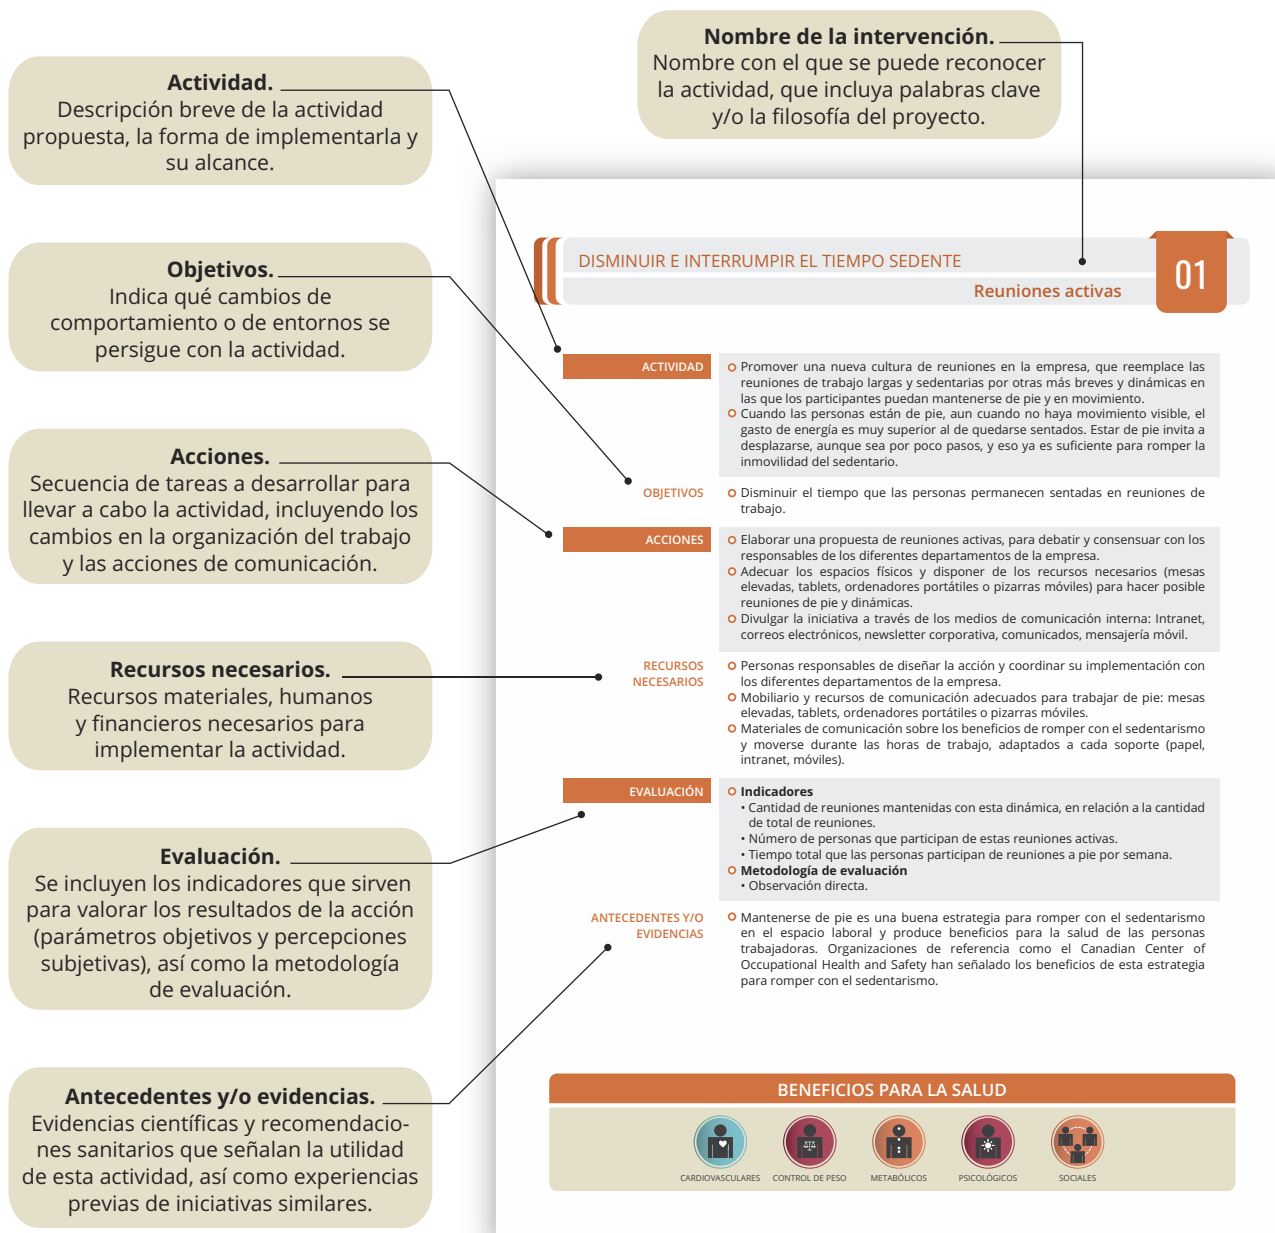 Nombre de la intervención.
Nombre con el que se puede reconocer
la actividad, que incluya palabras clave
y/o la filosofía del proyecto.
Actividad.
Descripción breve de la actividad
propuesta, la forma de implementarla y
su alcance.
Objetivos.
Indica qué cambios de
comportamiento o de entornos se
persigue con la actividad.
Acciones.
Secuencia de tareas a desarrollar para
llevar a cabo la actividad, incluyendo los
cambios en la organización del trabajo
y las acciones de comunicación.
Recursos necesarios.
Recursos materiales, humanos
y financieros necesarios para
implementar la actividad.
Evaluación.
Se incluyen los indicadores que sirven
para valorar los resultados de la acción
(parámetros objetivos y percepciones
subjetivas), así como la metodología
de evaluación.
Antecedentes y/o evidencias.
Evidencias científicas y recomendacio-
nes sanitarios que señalan la utilidad
de esta actividad, así como experiencias
previas de iniciativas similares.
DISMINUIR E INTERRUMPIR EL TIEMPO SEDENTE
Reuniones activas
01
ACTIVIDAD
Promover una nueva cultura de reuniones en la empresa, que reemplace las
reuniones de trabajo largas y sedentarias por otras más breves y dinámicas en
las que los participantes puedan mantenerse de pie y en movimiento.
Cuando las personas están de pie, aun cuando no haya movimiento visible, el
gasto de energía es muy superior al de quedarse sentados. Estar de pie invita a
desplazarse, aunque sea por poco pasos, y eso ya es suficiente para romper la
inmovilidad del sedentario.
OBJETIVOS
Disminuir el tiempo que las personas permanecen sentadas en reuniones de
trabajo.
ACCIONES
Elaborar una propuesta de reuniones activas, para debatir y consensuar con los
responsables de los diferentes departamentos de la empresa.
Adecuar los espacios físicos y disponer de los recursos necesarios (mesas
elevadas, tablets, ordenadores portátiles o pizarras móviles) para hacer posible
reuniones de pie y dinámicas.
Divulgar la iniciativa a través de los medios de comunicación interna: Intranet,
correos electrónicos, newsletter corporativa, comunicados, mensajería móvil.
RECURSOS
NECESARIOS
Personas responsables de diseñar la acción y coordinar su implementación con
los diferentes departamentos de la empresa.
Mobiliario y recursos de comunicación adecuados para trabajar de pie: mesas
elevadas, tablets, ordenadores portátiles o pizarras móviles.
Materiales de comunicación sobre los beneficios de romper con el sedentarismo
y moverse durante las horas de trabajo, adaptados a cada soporte (papel,
intranet, móviles).
EVALUACIÓN
Indicadores
• Cantidad de reuniones mantenidas con esta dinámica, en relación a la cantidad
de total de reuniones.
• Número de personas que participan de estas reuniones activas.
• Tiempo total que las personas participan de reuniones a pie por semana.
Metodología de evaluación
• Observación directa.
ANTECEDENTES Y/O
EVIDENCIAS
Mantenerse de pie es una buena estrategia para romper con el sedentarismo
en el espacio laboral y produce beneficios para la salud de las personas
trabajadoras. Organizaciones de referencia como el Canadian Center of
Occupational Health and Safety han señalado los beneficios de esta estrategia
para romper con el sedentarismo.
BENEFICIOS PARA LA SALUD
CARDIOVASCULARES
CONTROL DE PESO
METABÓLICOS
PSICOLÓGICOS
SOCIALES